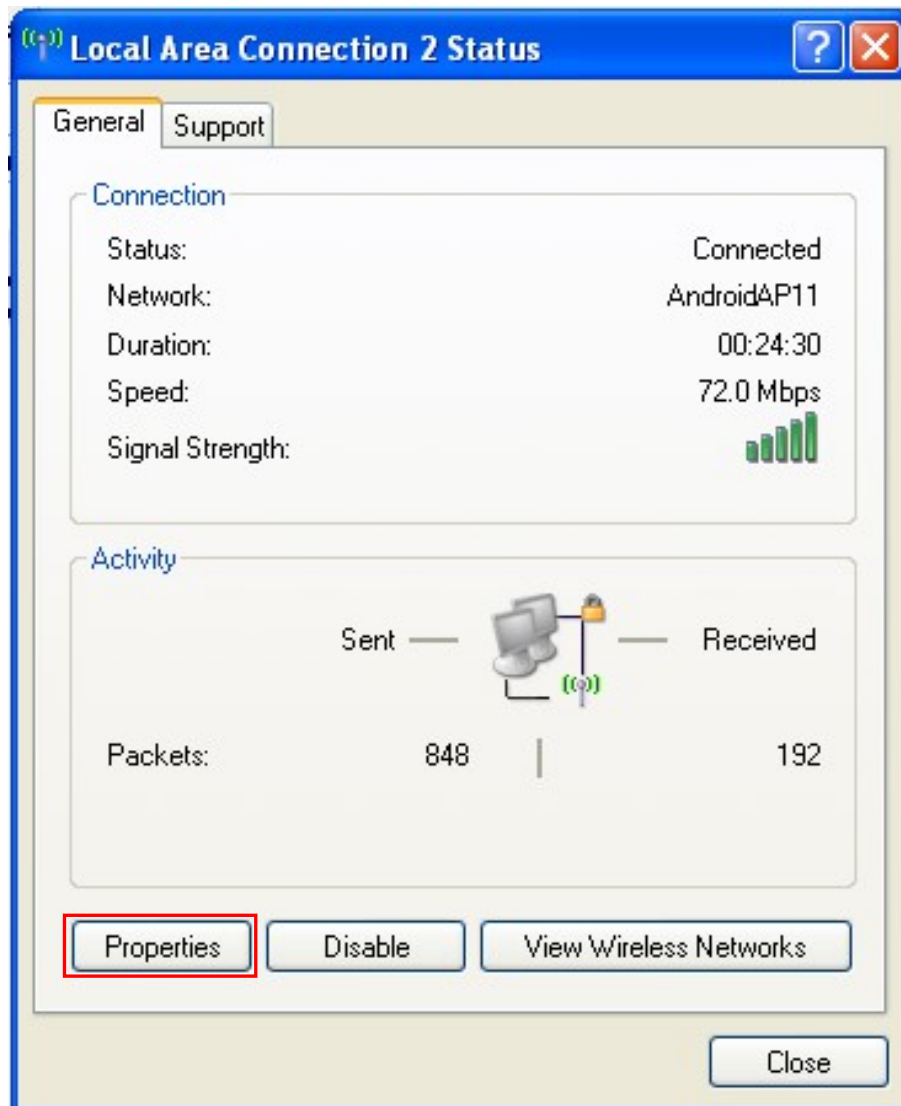 Local Area Connection 2 Status
General Support
Connection
Status: Connected
Network: AndroidAP11
Duration: 00:24:30
Speed: 72.0 Mbps
Signal Strength:
Activity
Sent Received
Packets: 848 192
Properties Disable View Wireless Networks
Close